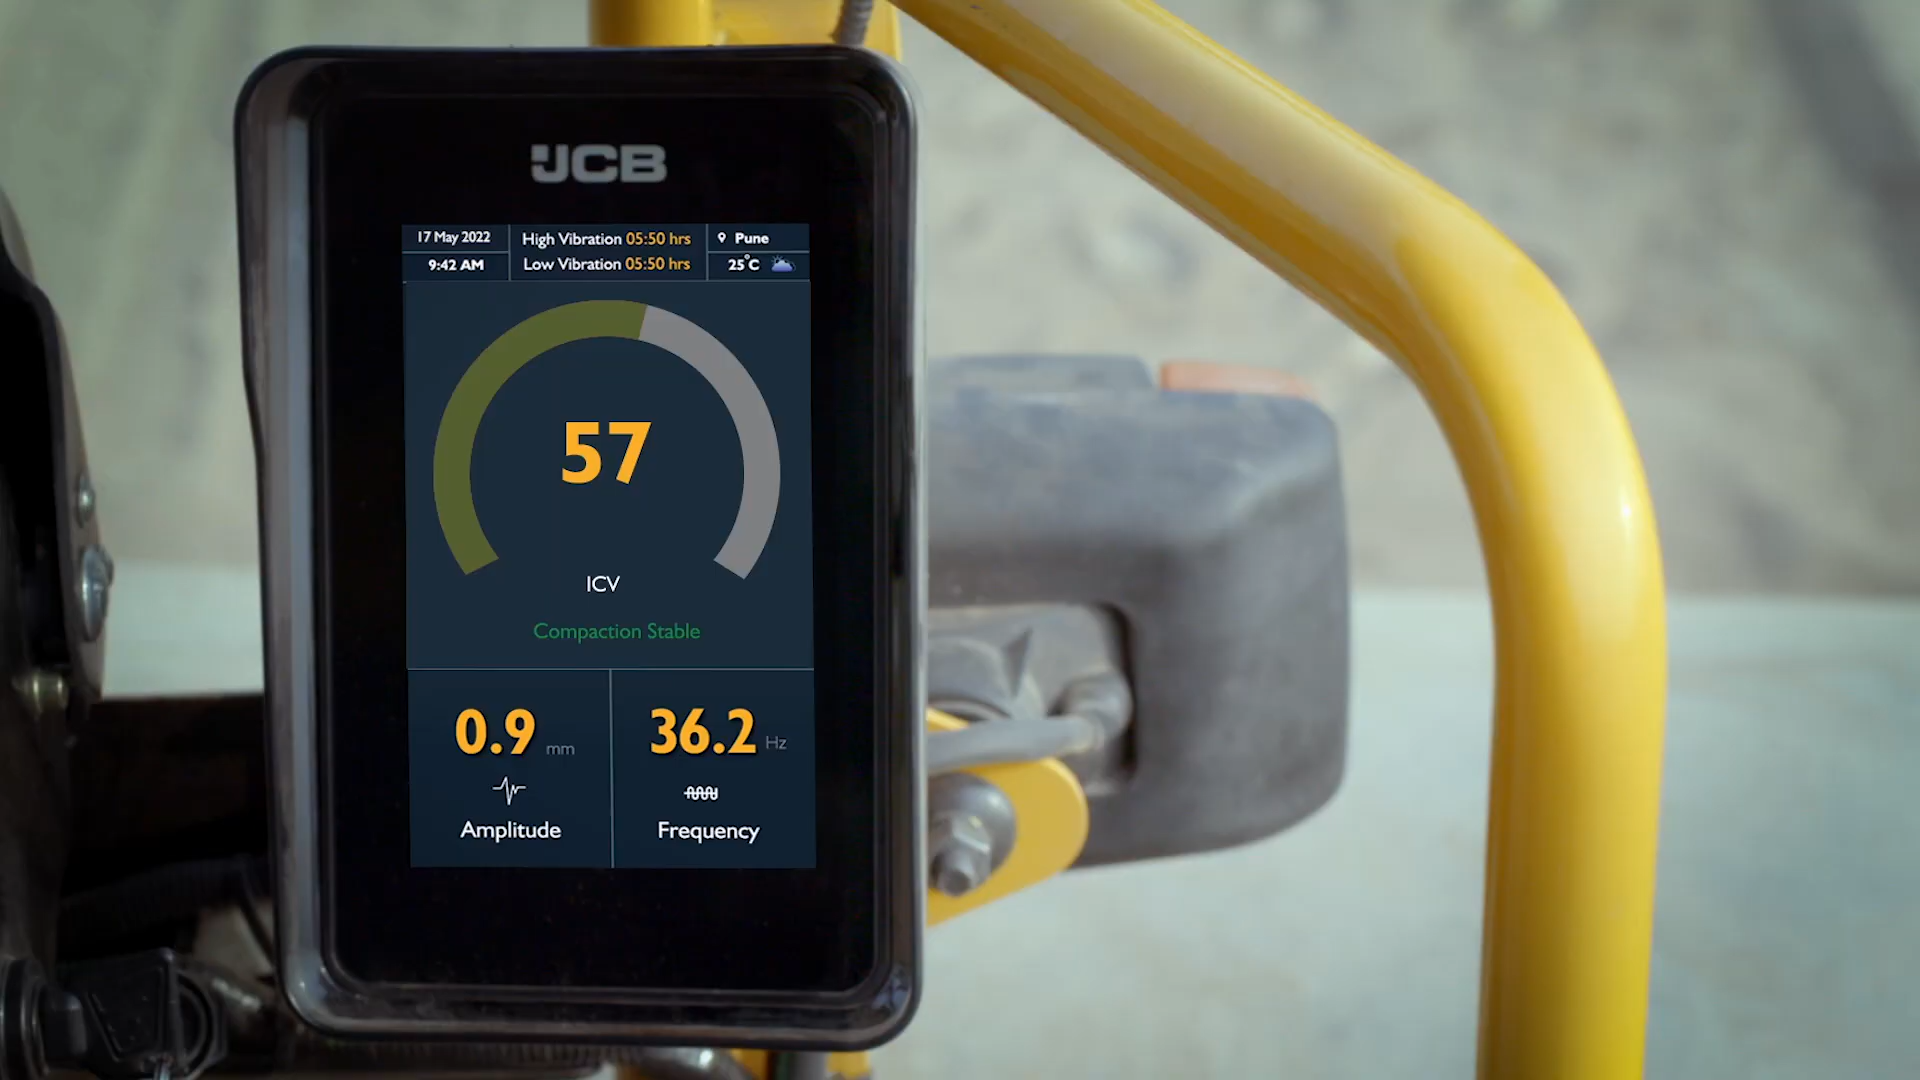 JCB
17 May 2022
9:42 AM
High Vibration 05:50 hrs
Low Vibration 05:50 hrs
Pune
25°C
57
ICV
Compaction Stable
0.9 mm
Amplitude
36.2 Hz
Frequency